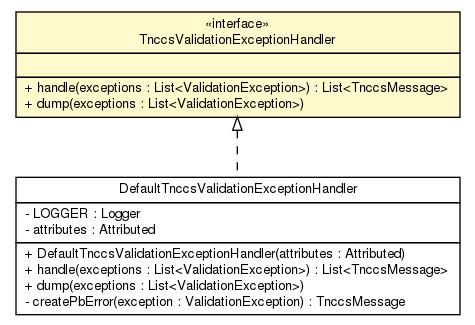 «interface»
TnccsValidationExceptionHandler
+ handle(exceptions : List<ValidationException>) : List<TnccsMessage>
+ dump(exceptions : List<ValidationException>)
DefaultTnccsValidationExceptionHandler
- LOGGER : Logger
- attributes : Attributed
+ DefaultTnccsValidationExceptionHandler(attributes : Attributed)
+ handle(exceptions : List<ValidationException>) : List<TnccsMessage>
+ dump(exceptions : List<ValidationException>)
- createPbError(exception : ValidationException) : TnccsMessage